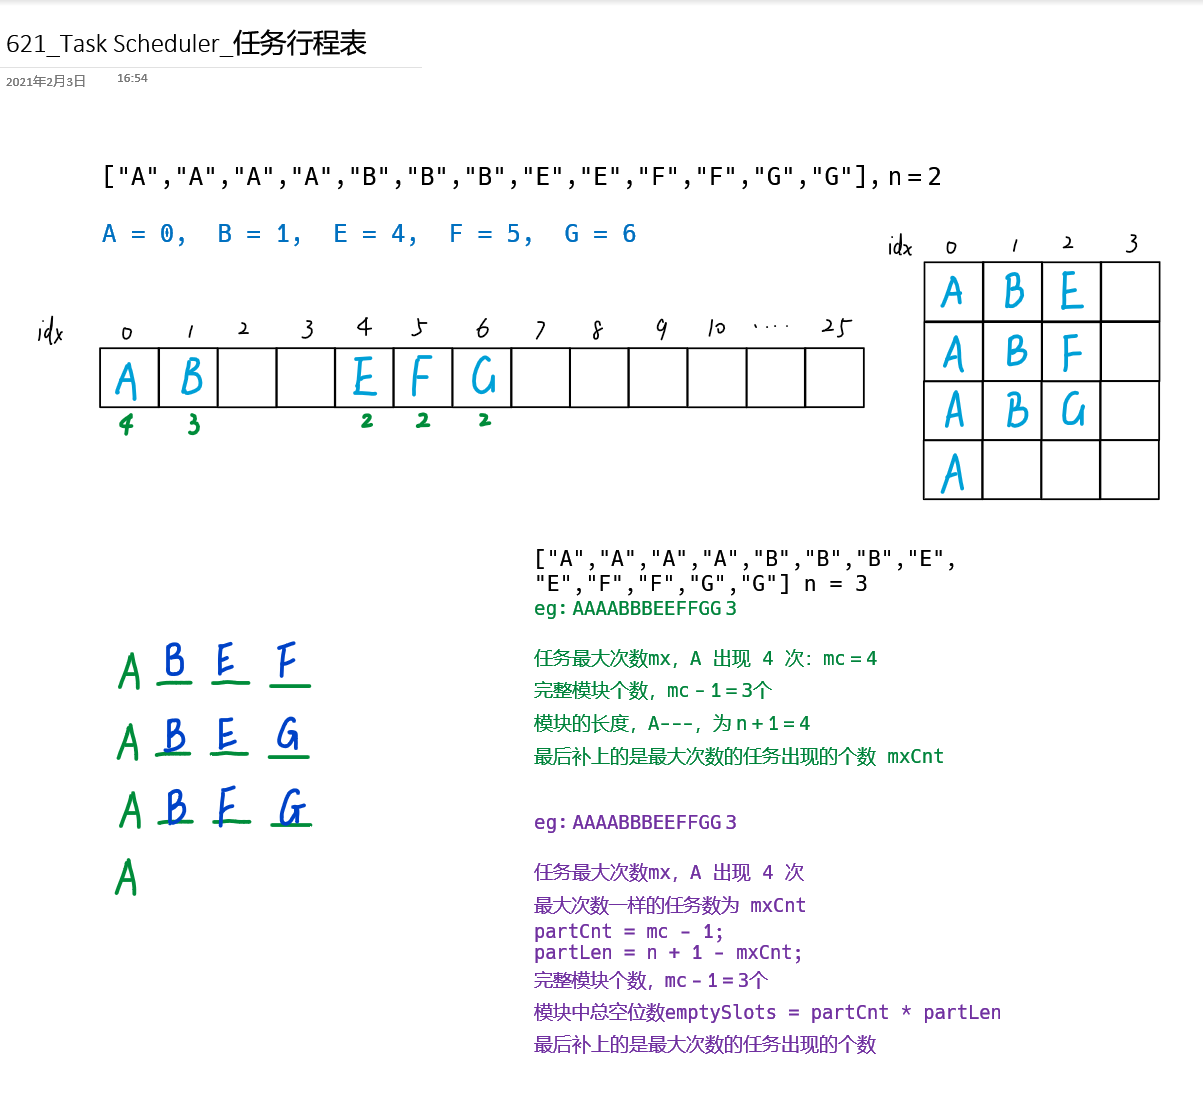 621_Task Scheduler_任务行程表
2021年2月3日 16:54
["A","A","A","A","B","B","B","E","E","F","F","G","G"], n = 2
A = 0, B = 1, E = 4, F = 5, G = 6
idx 0 1 2 3
A B E
A B F
A B G
A
idx 0 1 2 3 4 5 6 7 8 9 10 ···· 25
A B E F G
4 3 2 2 2
["A","A","A","A","B","B","B","E",
"E","F","F","G","G"] n = 3
eg: AAAABBBEEFFGG 3
任务最大次数mx, A 出现 4 次: mc = 4
完整模块个数, mc - 1 = 3个
模块的长度, A---, 为 n + 1 = 4
最后补上的是最大次数的任务出现的个数 mxCnt
A B E F
A B E G
A B F G
A
eg: AAAABBBEEFFGG 3
任务最大次数mx, A 出现 4 次
最大次数一样的任务数为 mxCnt
partCnt = mc - 1;
partLen = n + 1 - mxCnt;
完整模块个数, mc - 1 = 3个
模块中总空位数emptySlots = partCnt * partLen
最后补上的是最大次数的任务出现的个数